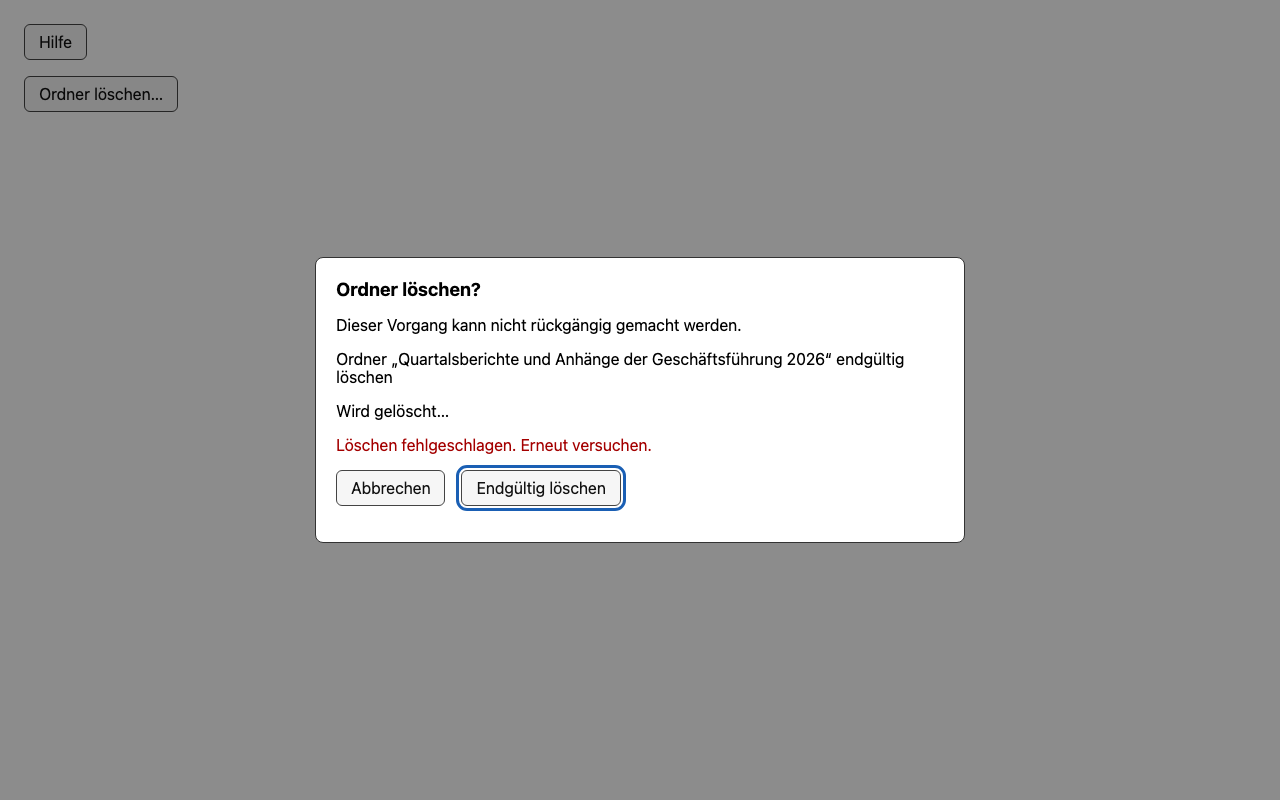 Hilfe
Ordner löschen…
Ordner löschen?
Dieser Vorgang kann nicht rückgängig gemacht werden.
Ordner „Quartalsberichte und Anhänge der Geschäftsführung 2026“ endgültig
löschen
Wird gelöscht…
Löschen fehlgeschlagen. Erneut versuchen.
Abbrechen
Endgültig löschen